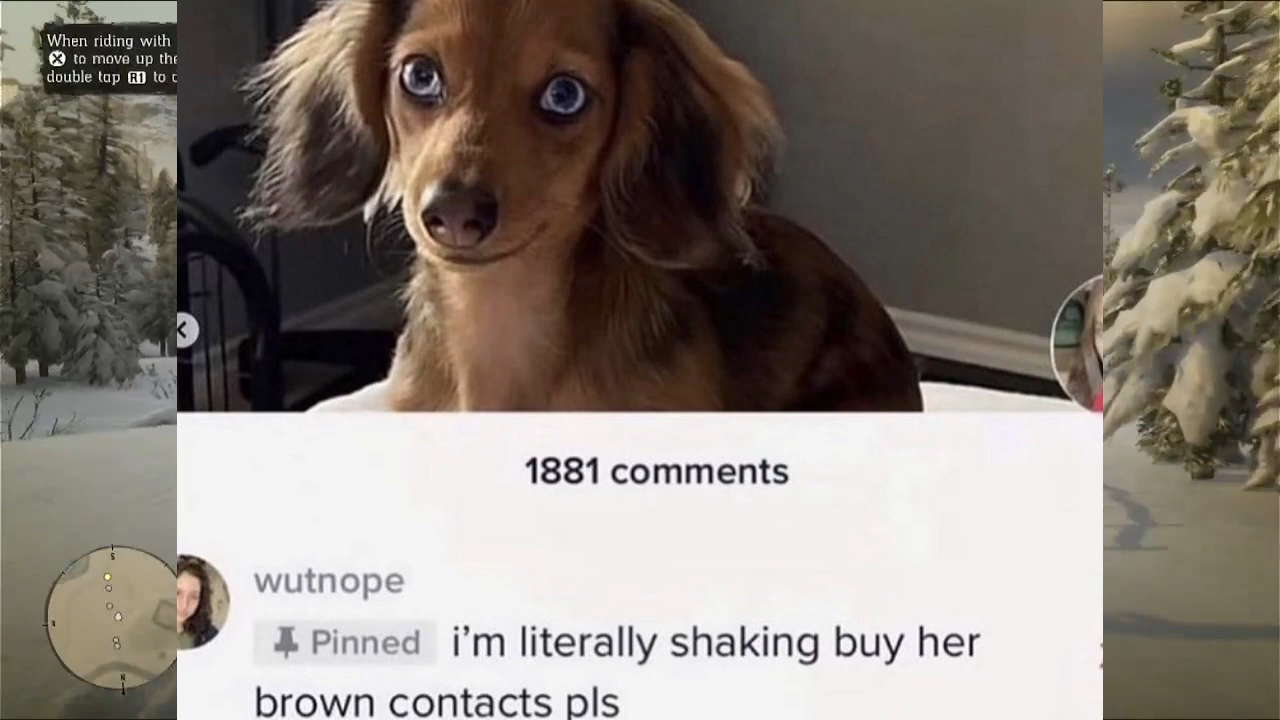 When riding with
ⓧ to move up the
double tap R1 to
1881 comments
wutnope
Pinned i'm literally shaking buy her
brown contacts pls
S
N